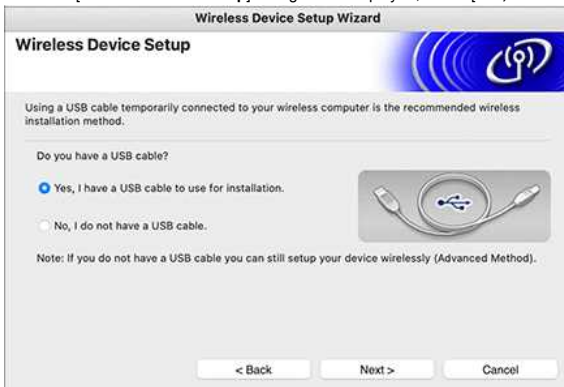 Wireless Device Setup Wizard
Wireless Device Setup
Using a USB cable temporarily connected to your wireless computer is the recommended wireless
installation method.
Do you have a USB cable?
Yes, I have a USB cable to use for installation.
No, I do not have a USB cable.
Note: If you do not have a USB cable you can still setup your device wirelessly (Advanced Method).
< Back
Next >
Cancel